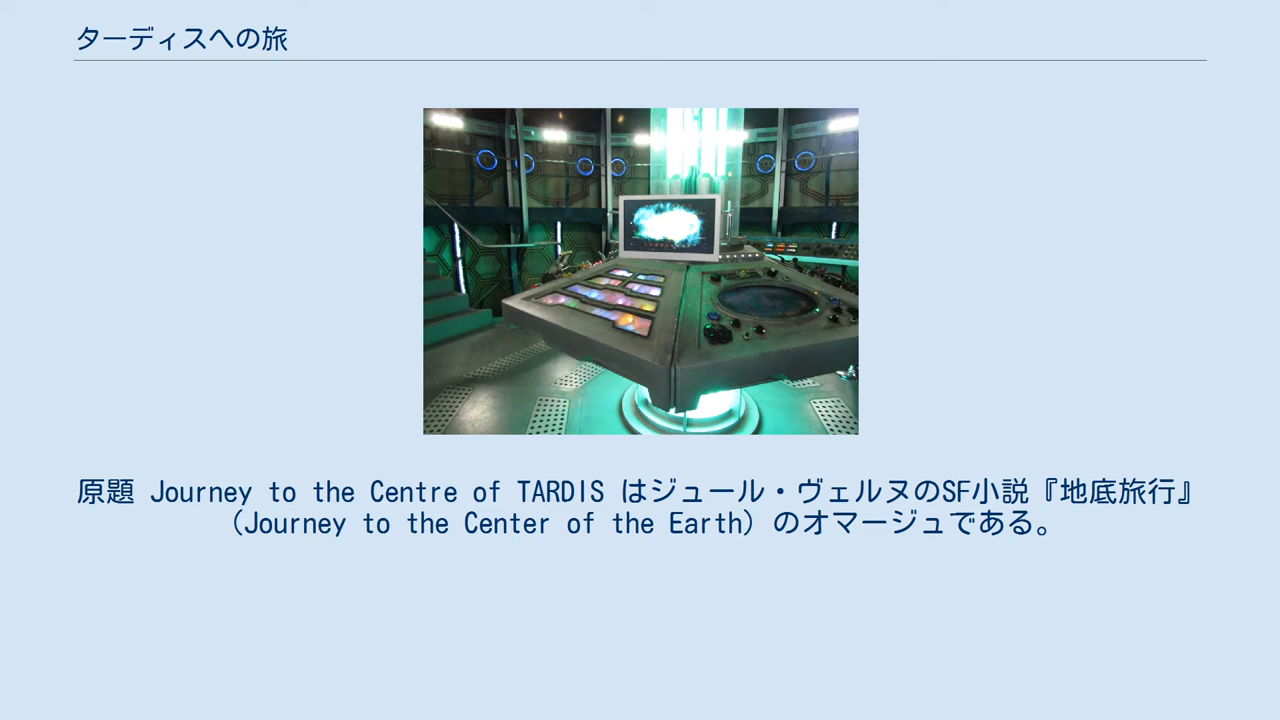 ターディスへの旅
原題 Journey to the Centre of TARDIS はジュール・ヴェルヌのSF小説『地底旅行』
（Journey to the Center of the Earth）のオマージュである。